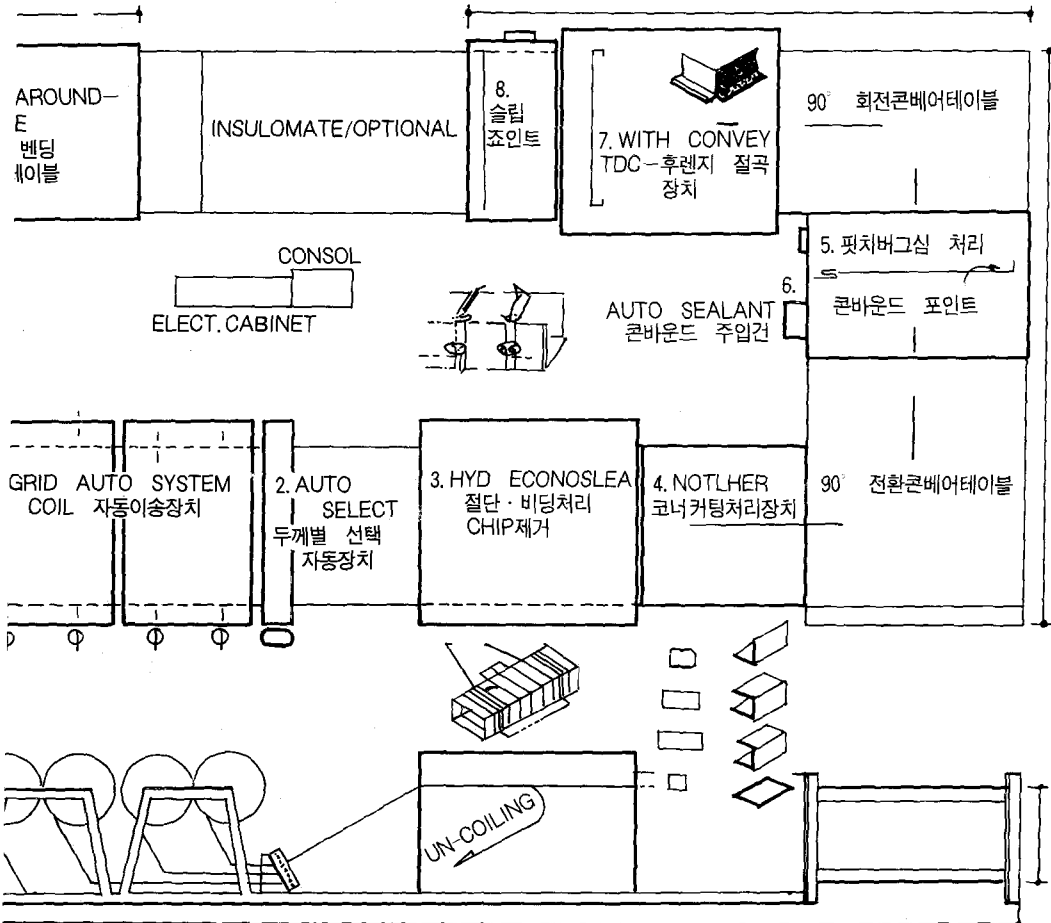 AROUND-
E
벤딩
테이블
INSULOMATE/OPTIONAL
8.
슬립
죠인트
7. WITH CONVEY
TDC-후렌지 절곡
장치
90° 회전콘베어테이블
5. 핏치버그심 처리
콘바운드 포인트
6.
AUTO SEALANT
콘바운드 주입건
CONSOL
ELECT. CABINET
GRID AUTO SYSTEM
COIL 자동이송장치
2. AUTO
SELECT
두께별 선택
자동장치
3. HYD ECONOSLEA
절단·비딩처리
CHIP제거
4. NOTLHER
코너커팅처리장치
90° 전환콘베어테이블
UN-COILING